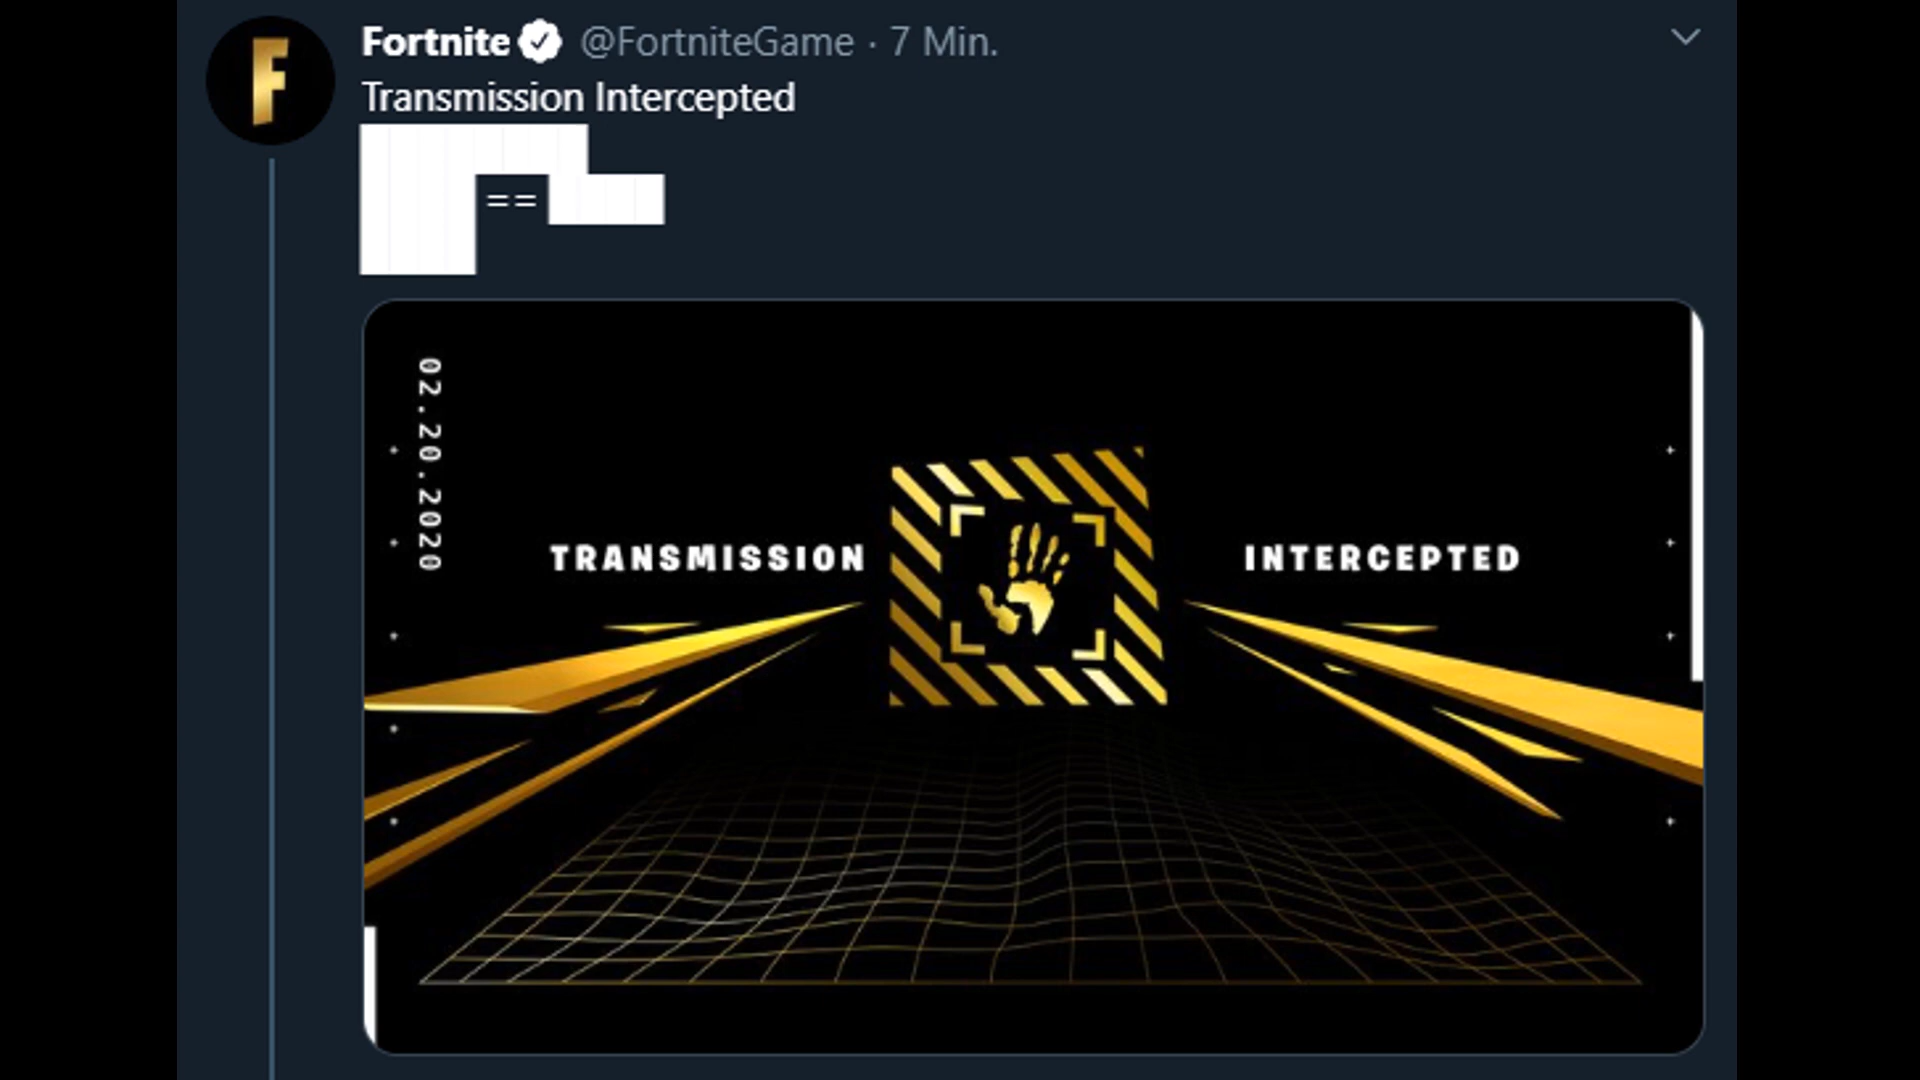 Fortnite @FortniteGame · 7 Min.
Transmission Intercepted
████████
████ == ████
████
02.20.2020
TRANSMISSION INTERCEPTED